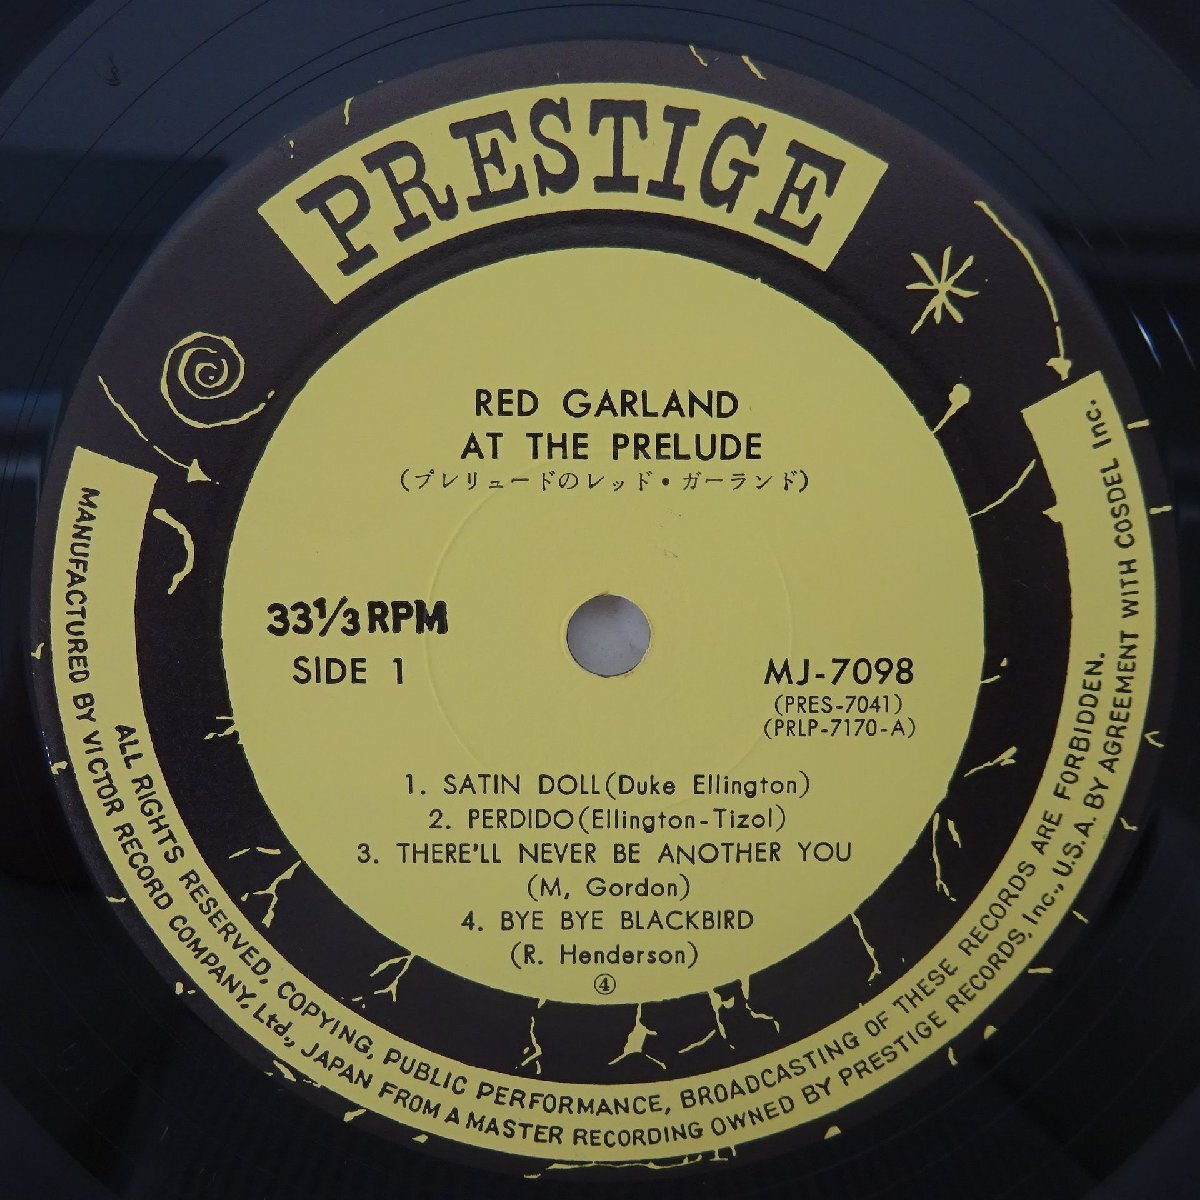 PRESTIGE
RED GARLAND
AT THE PRELUDE
(プレリュードのレッド・ガーランド)
33⅓ RPM
SIDE 1
MJ-7098
(PRES-7041)
(PRLP-7170-A)
1. SATIN DOLL(Duke Ellington)
2. PERDIDO(Ellington-Tizol)
3. THERE'LL NEVER BE ANOTHER YOU
(M, Gordon)
4. BYE BYE BLACKBIRD
(R. Henderson)
④
ALL RIGHTS RESERVED, COPYING, PUBLIC PERFORMANCE, BROADCASTING OF THESE RECORDS ARE FORBIDDEN.
MANUFACTURED BY VICTOR RECORD COMPANY, Ltd., JAPAN FROM A MASTER RECORDING OWNED BY PRESTIGE RECORDS, Inc., U.S.A. BY AGREEMENT WITH COSDEL Inc.